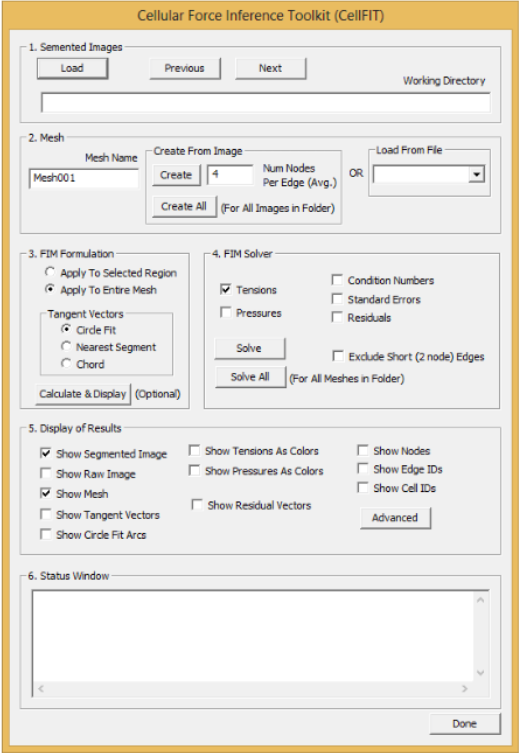 Cellular Force Inference Toolkit (CellFIT)
1. Semented Images
Load
Previous
Next
Working Directory
2. Mesh
Mesh Name
Mesh001
Create From Image
Create
4
Num Nodes
Per Edge (Avg.)
Create All
(For All Images in Folder)
OR
Load From File
3. FIM Formulation
Apply To Selected Region
Apply To Entire Mesh
Tangent Vectors
Circle Fit
Nearest Segment
Chord
Calculate & Display
(Optional)
4. FIM Solver
Tensions
Pressures
Condition Numbers
Standard Errors
Residuals
Solve
Exclude Short (2 node) Edges
Solve All
(For All Meshes in Folder)
5. Display of Results
Show Segmented Image
Show Raw Image
Show Mesh
Show Tangent Vectors
Show Circle Fit Arcs
Show Tensions As Colors
Show Pressures As Colors
Show Residual Vectors
Show Nodes
Show Edge IDs
Show Cell IDs
Advanced
6. Status Window
Done